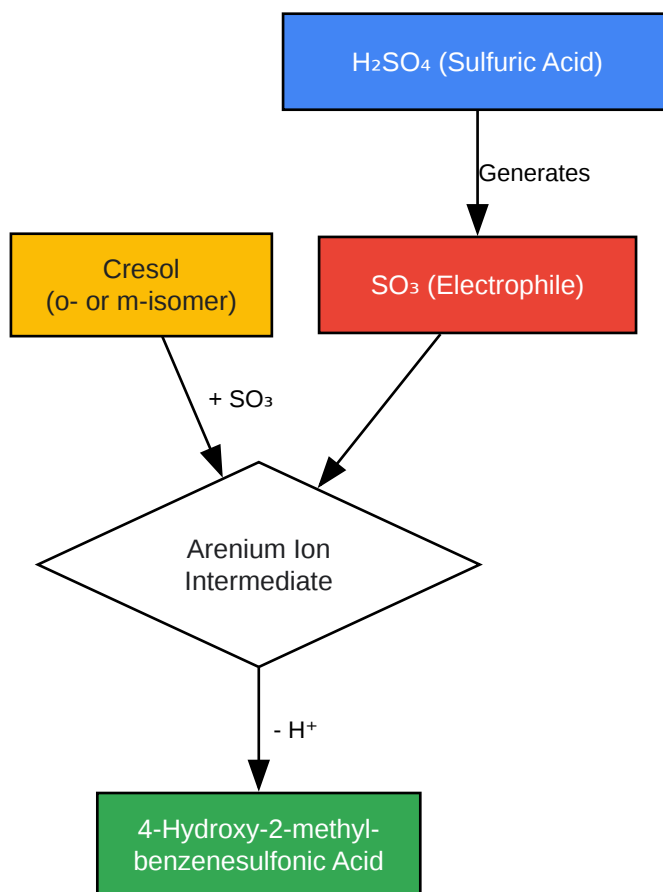 H₂SO₄ (Sulfuric Acid)
Generates
Cresol
(o- or m-isomer)
SO₃ (Electrophile)
+ SO₃
Arenium Ion
Intermediate
- H⁺
4-Hydroxy-2-methyl-
benzenesulfonic Acid